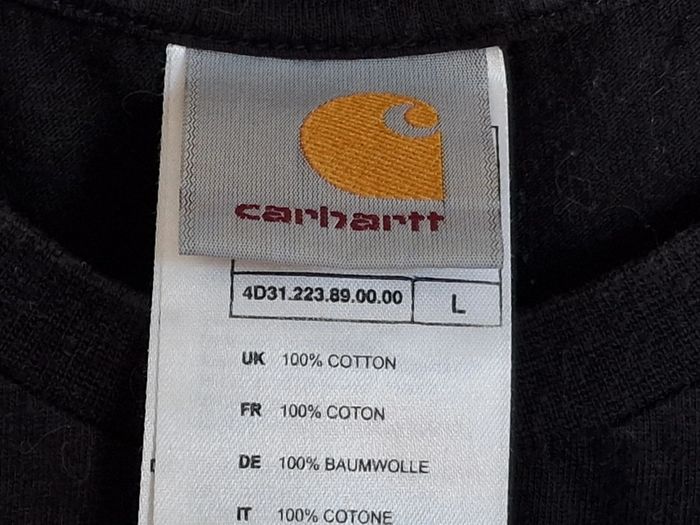 carhartt
4D31.223.89.00.00 L
UK 100% COTTON
FR 100% COTON
DE 100% BAUMWOLLE
IT 100% COTONE